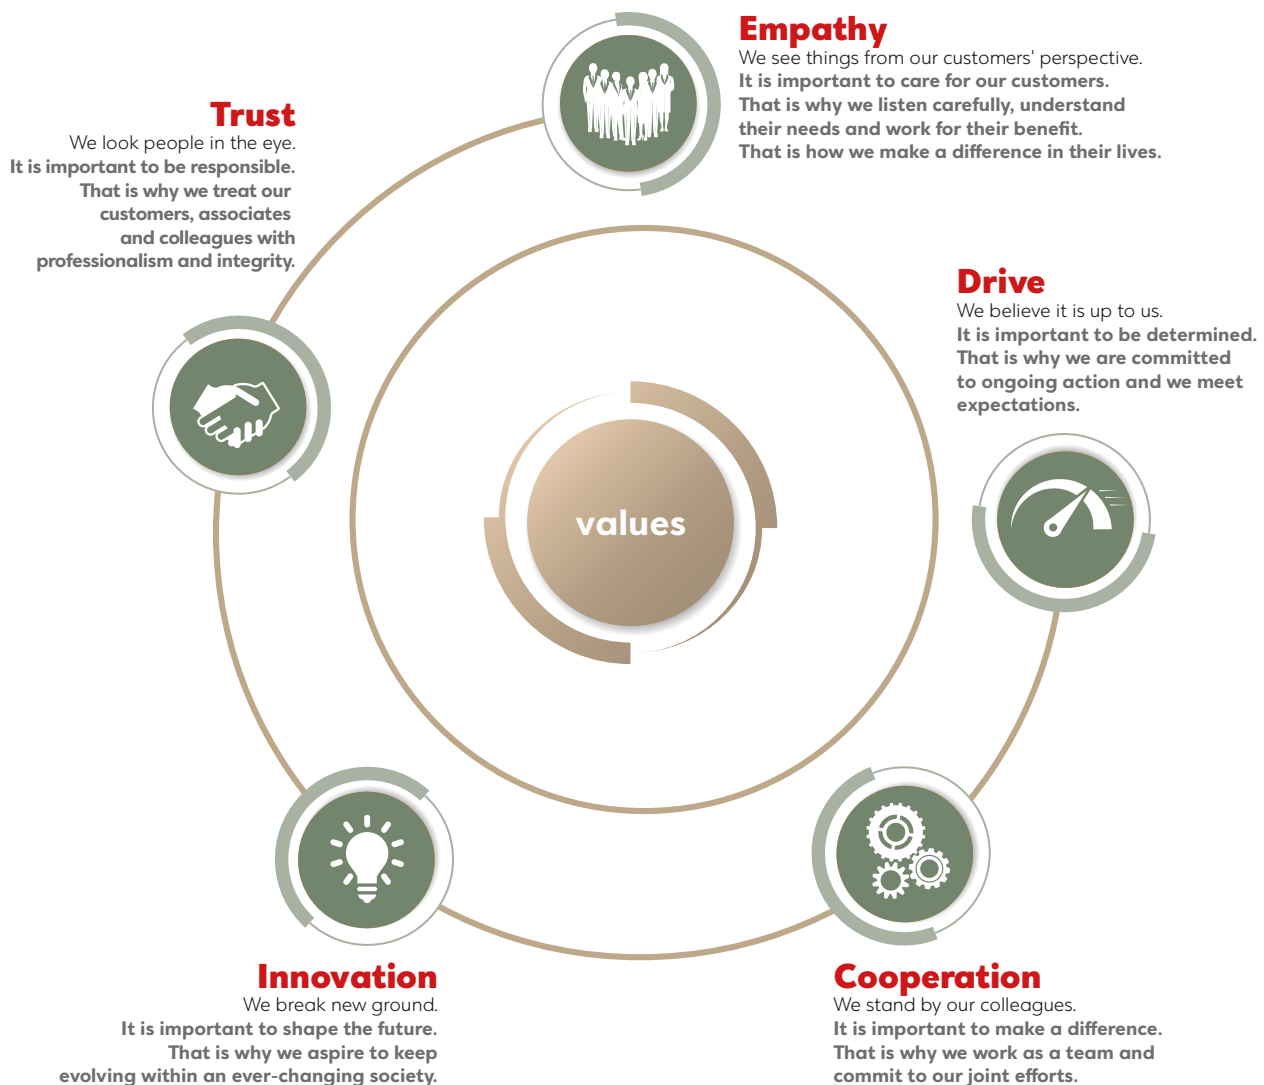 Empathy
We see things from our customers' perspective.
It is important to care for our customers.
That is why we listen carefully, understand
their needs and work for their benefit.
That is how we make a difference in their lives.
Trust
We look people in the eye.
It is important to be responsible.
That is why we treat our
customers, associates
and colleagues with
professionalism and integrity.
Drive
We believe it is up to us.
It is important to be determined.
That is why we are committed
to ongoing action and we meet
expectations.
values
Innovation
We break new ground.
It is important to shape the future.
That is why we aspire to keep
evolving within an ever-changing society.
Cooperation
We stand by our colleagues.
It is important to make a difference.
That is why we work as a team and
commit to our joint efforts.